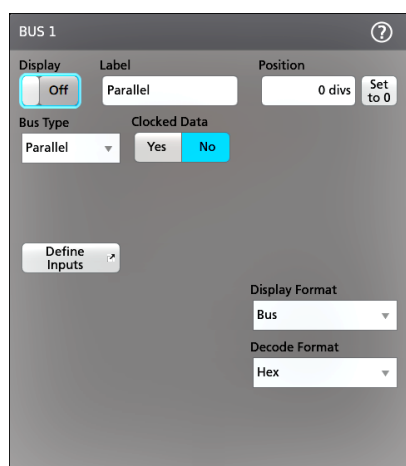 BUS 1 ?
Display Label Position
Off Parallel 0 divs Set to 0
Bus Type Clocked Data
Parallel Yes No
Define
Inputs
Display Format
Bus
Decode Format
Hex